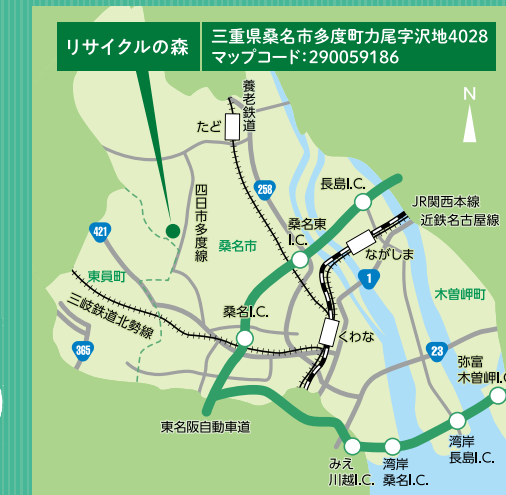 リサイクルの森
三重県桑名市多度町力尾字沢地4028
マップコード:290059186
養老鉄道
たど
N
258
長島I.C.
JR関西本線
近鉄名古屋線
四日市多度線
421
桑名東
I.C.
桑名市
ながしま
東員町
1
木曽岬町
三岐鉄道北勢線
桑名I.C.
くわな
365
23
弥富
木曽岬I.C
東名阪自動車道
湾岸
長島I.C.
みえ
川越I.C.
湾岸
桑名I.C.